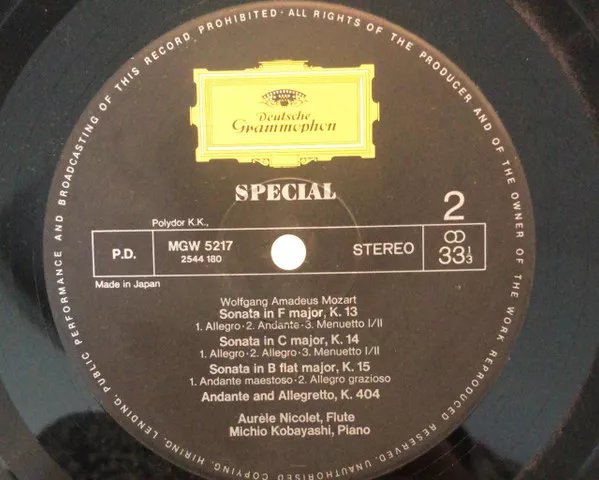 PERFORMANCE AND BROADCASTING OF THIS RECORD PROHIBITED · ALL RIGHTS OF THE PRODUCER AND OF THE OWNER OF THE WORK REPRODUCED RESERVED. UNAUTHORISED COPYING, HIRING, LENDING, PUBLIC
Deutsche
Grammophon
SPECIAL
Polydor K.K.,
2
P.D.
MGW 5217
2544 180
STEREO
33⅓
Made in Japan
Wolfgang Amadeus Mozart
Sonata in F major, K. 13
1. Allegro · 2. Andante · 3. Menuetto I/II
Sonata in C major, K. 14
1. Allegro · 2. Allegro · 3. Menuetto I/II
Sonata in B flat major, K. 15
1. Andante maestoso · 2. Allegro grazioso
Andante and Allegretto, K. 404
Aurèle Nicolet, Flute
Michio Kobayashi, Piano